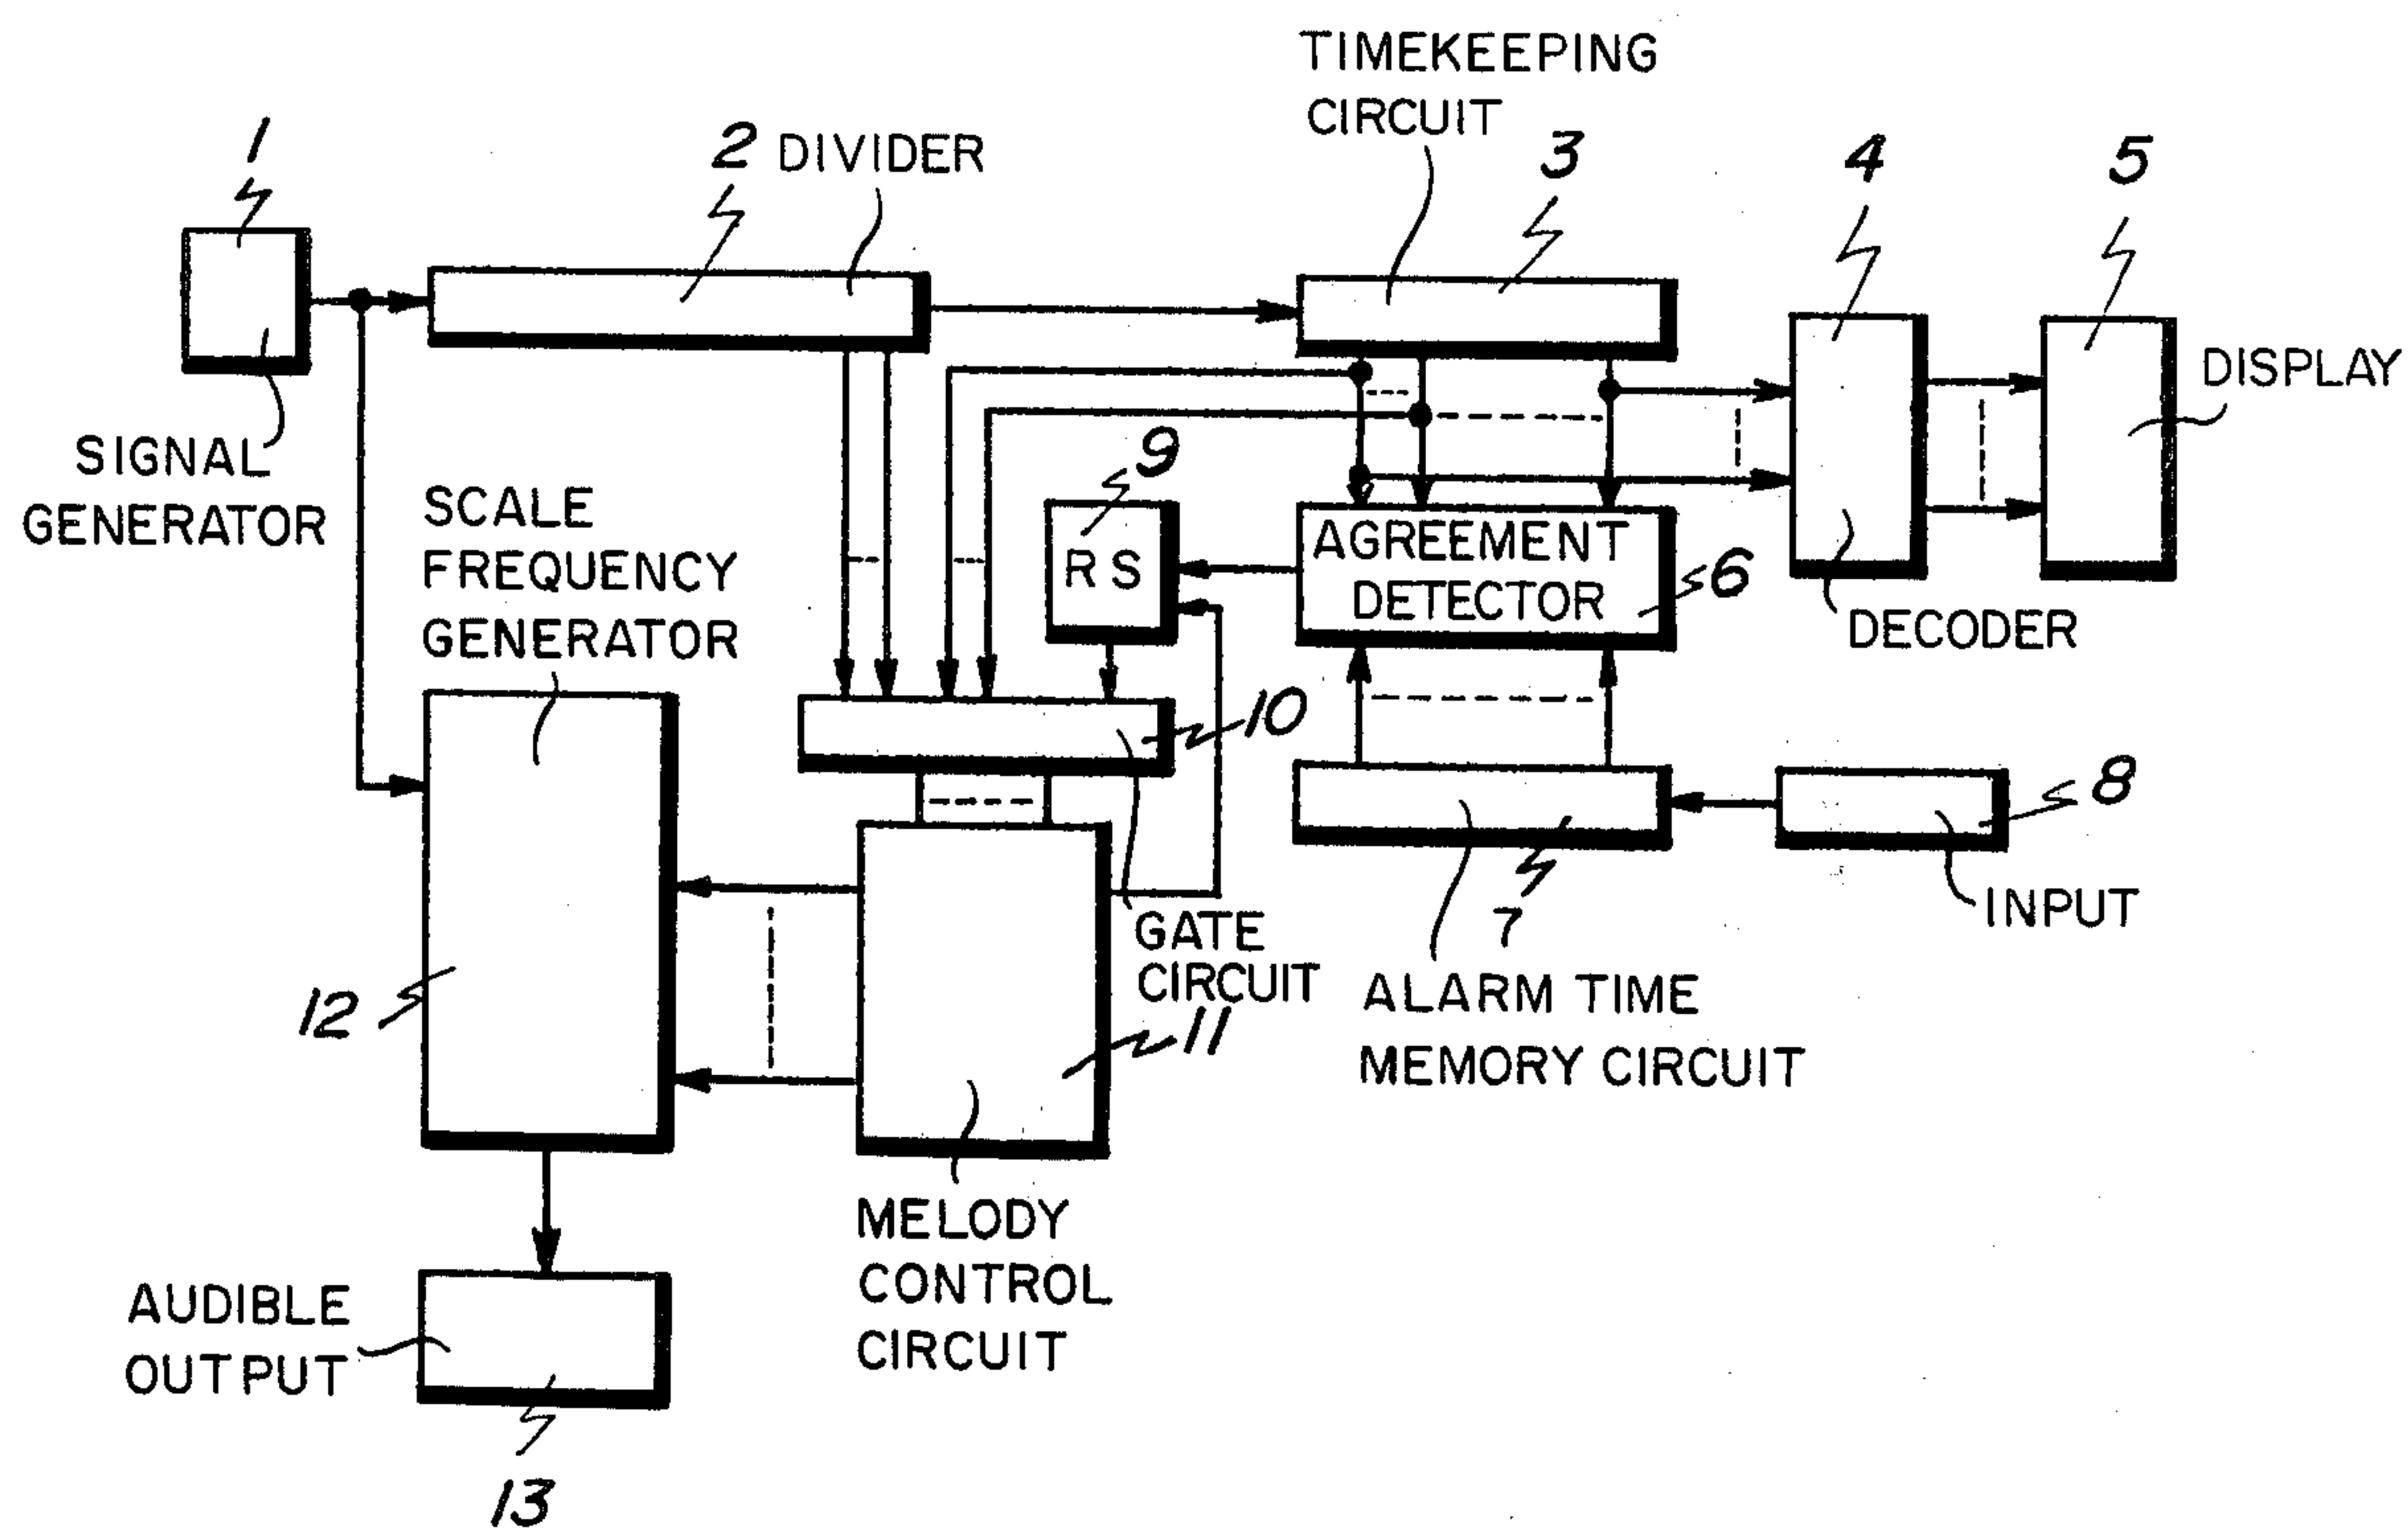 TIMEKEEPING
CIRCUIT
1
2 DIVIDER
3
4
5
SIGNAL
GENERATOR
DISPLAY
SCALE
FREQUENCY
GENERATOR
9
RS
AGREEMENT
DETECTOR
6
DECODER
10
8
INPUT
7
GATE
CIRCUIT
ALARM TIME
MEMORY CIRCUIT
12
11
MELODY
CONTROL
CIRCUIT
AUDIBLE
OUTPUT
13